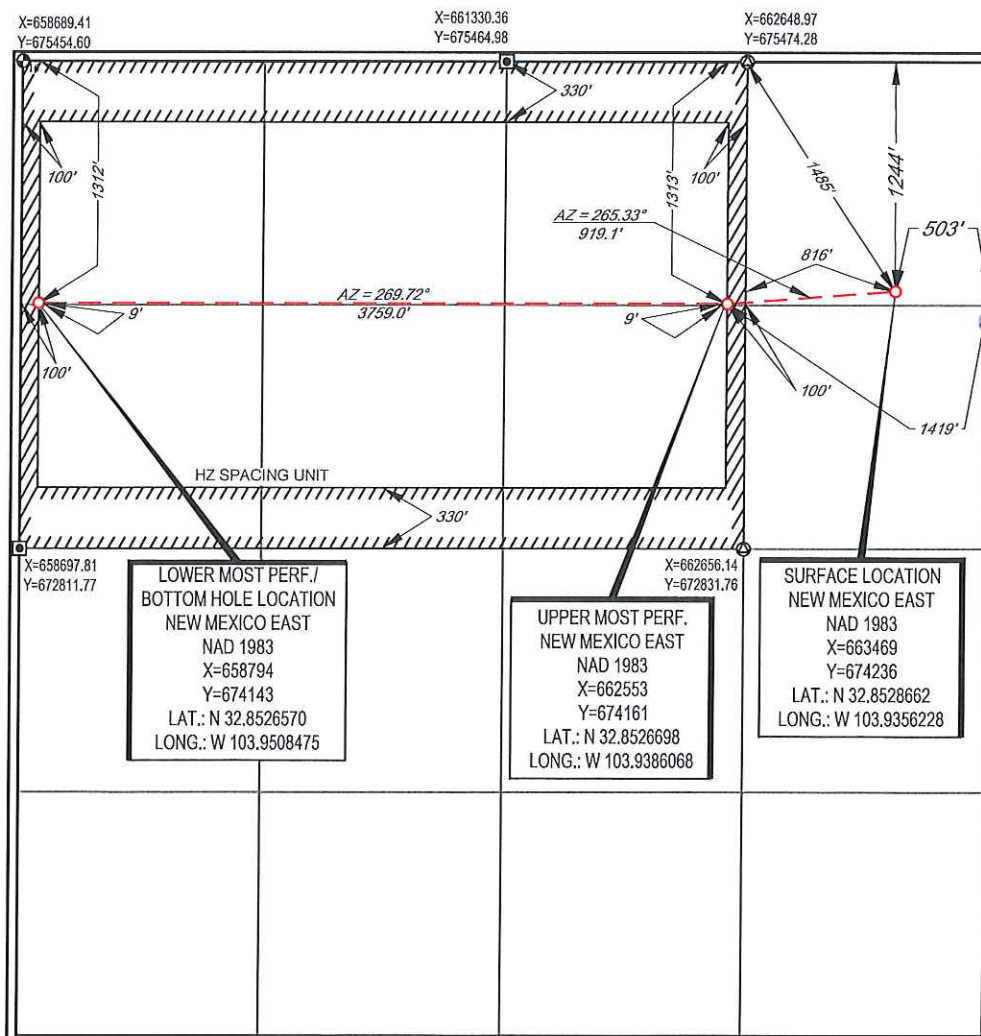 X=658689.41
Y=675454.60
X=661330.36
Y=675464.98
X=662648.97
Y=675474.28
330'
100'
1312'
1313'
100'
1485'
1244'
AZ = 265.33°
919.1'
816'
503'
AZ = 269.72°
3759.0'
9'
9'
100'
100'
1419'
HZ SPACING UNIT
330'
X=658697.81
Y=672811.77
X=662656.14
Y=672831.76
LOWER MOST PERF./
BOTTOM HOLE LOCATION
NEW MEXICO EAST
NAD 1983
X=658794
Y=674143
LAT.: N 32.8526570
LONG.: W 103.9508475
UPPER MOST PERF.
NEW MEXICO EAST
NAD 1983
X=662553
Y=674161
LAT.: N 32.8526698
LONG.: W 103.9386068
SURFACE LOCATION
NEW MEXICO EAST
NAD 1983
X=663469
Y=674236
LAT.: N 32.8528662
LONG.: W 103.9356228